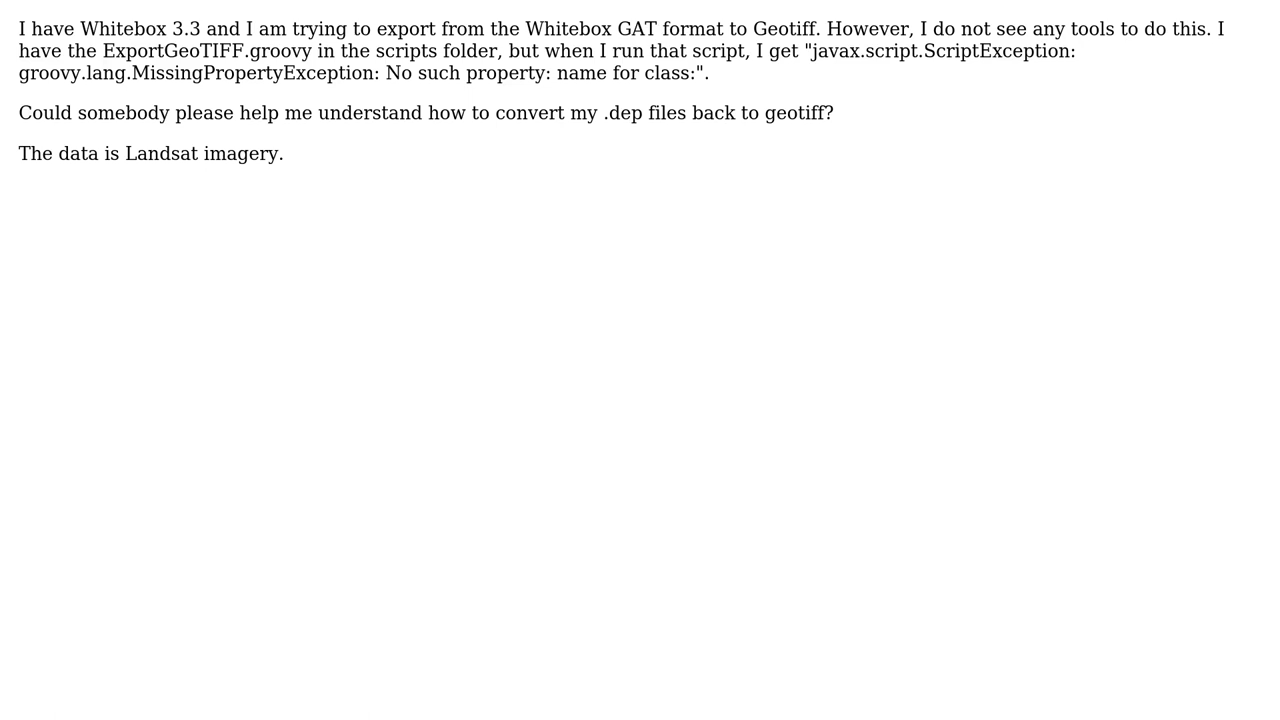 I have Whitebox 3.3 and I am trying to export from the Whitebox GAT format to Geotiff. However, I do not see any tools to do this. I
have the ExportGeoTIFF.groovy in the scripts folder, but when I run that script, I get "javax.script.ScriptException:
groovy.lang.MissingPropertyException: No such property: name for class:".
Could somebody please help me understand how to convert my .dep files back to geotiff?
The data is Landsat imagery.